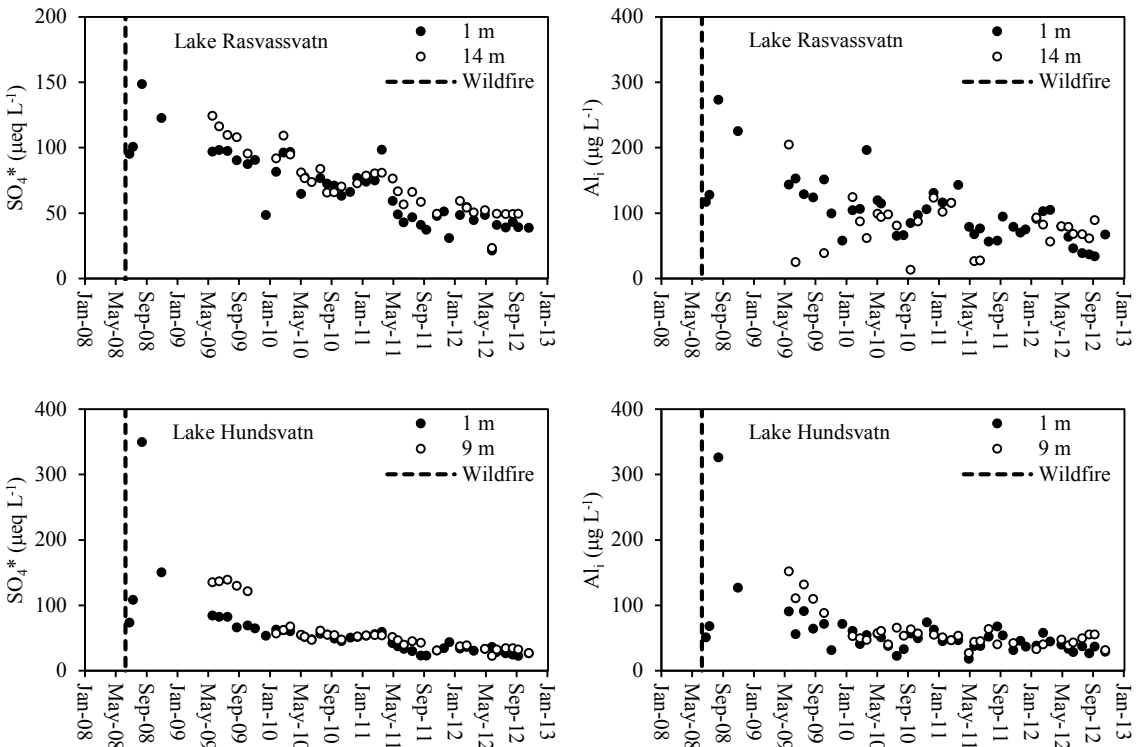 Lake Rasvassvatn
1 m
14 m
Wildfire
SO4* (µeq L-1)
200
150
100
50
0
Jan-08
May-08
Sep-08
Jan-09
May-09
Sep-09
Jan-10
May-10
Sep-10
Jan-11
May-11
Sep-11
Jan-12
May-12
Sep-12
Jan-13
Lake Rasvassvatn
1 m
14 m
Wildfire
Ali (µg L-1)
400
300
200
100
0
Jan-08
May-08
Sep-08
Jan-09
May-09
Sep-09
Jan-10
May-10
Sep-10
Jan-11
May-11
Sep-11
Jan-12
May-12
Sep-12
Jan-13
Lake Hundsvatn
1 m
9 m
Wildfire
SO4* (µeq L-1)
400
300
200
100
0
Jan-08
May-08
Sep-08
Jan-09
May-09
Sep-09
Jan-10
May-10
Sep-10
Jan-11
May-11
Sep-11
Jan-12
May-12
Sep-12
Jan-13
Lake Hundsvatn
1 m
9 m
Wildfire
Ali (µg L-1)
400
300
200
100
0
Jan-08
May-08
Sep-08
Jan-09
May-09
Sep-09
Jan-10
May-10
Sep-10
Jan-11
May-11
Sep-11
Jan-12
May-12
Sep-12
Jan-13